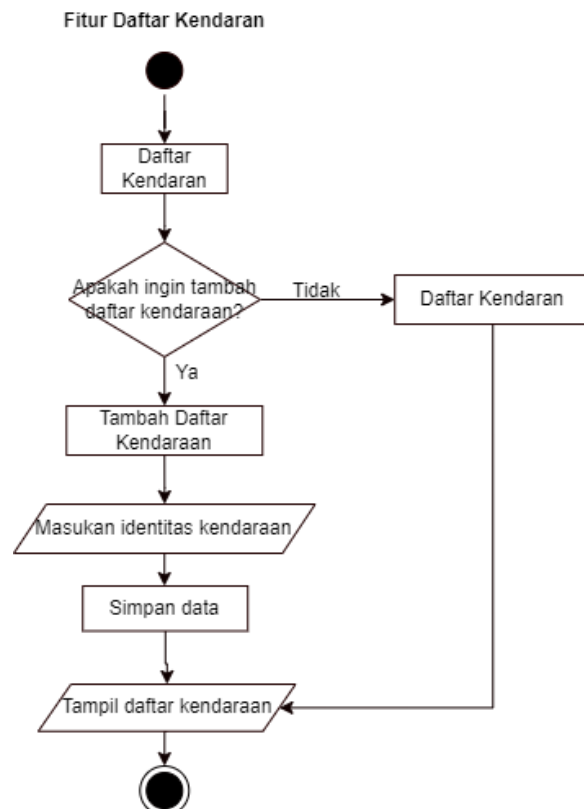 Fitur Daftar Kendaran
Daftar
Kendaran
Apakah ingin tambah
daftar kendaraan?
Tidak
Daftar Kendaran
Ya
Tambah Daftar
Kendaraan
Masukan identitas kendaraan
Simpan data
Tampil daftar kendaraan